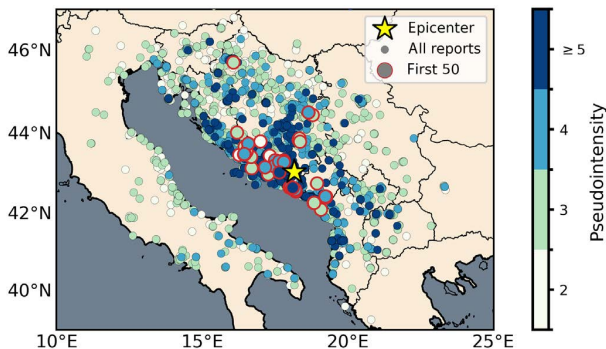 46°N
44°N
42°N
40°N
10°E
15°E
20°E
25°E
Epicenter
All reports
First 50
≥ 5
4
3
2
Pseudointensity